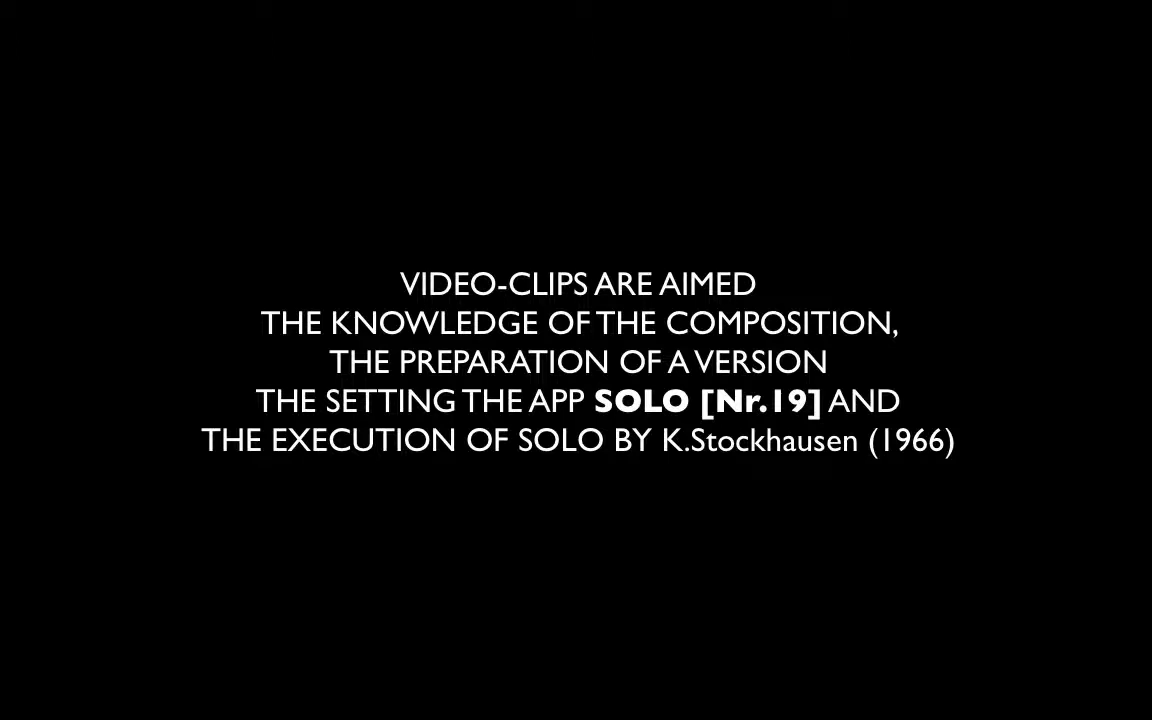 VIDEO-CLIPS ARE AIMED
THE KNOWLEDGE OF THE COMPOSITION,
THE PREPARATION OF A VERSION
THE SETTING THE APP SOLO [Nr.19] AND
THE EXECUTION OF SOLO BY K.Stockhausen (1966)